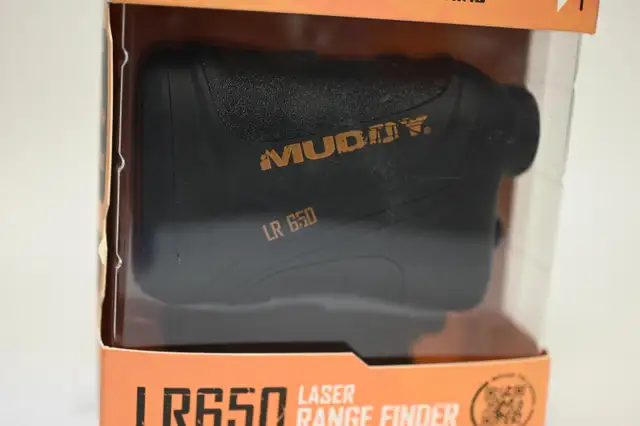 MUDDY.
LR 650
LR650
LASER
RANGE FINDER